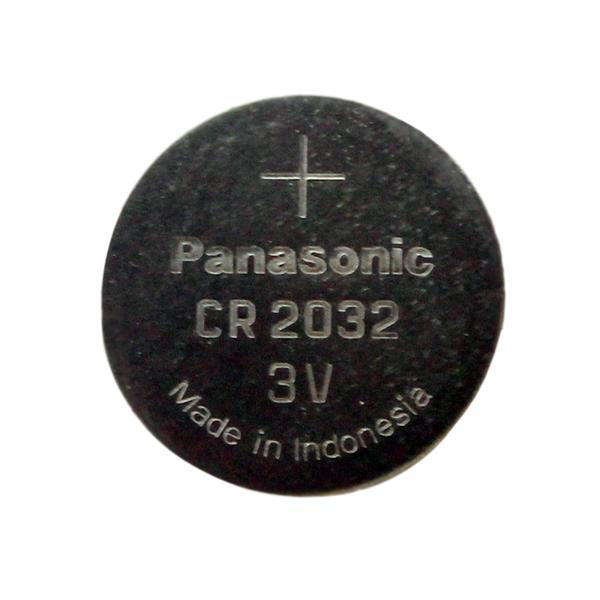 +
Panasonic
CR 2032
3V
Made in Indonesia